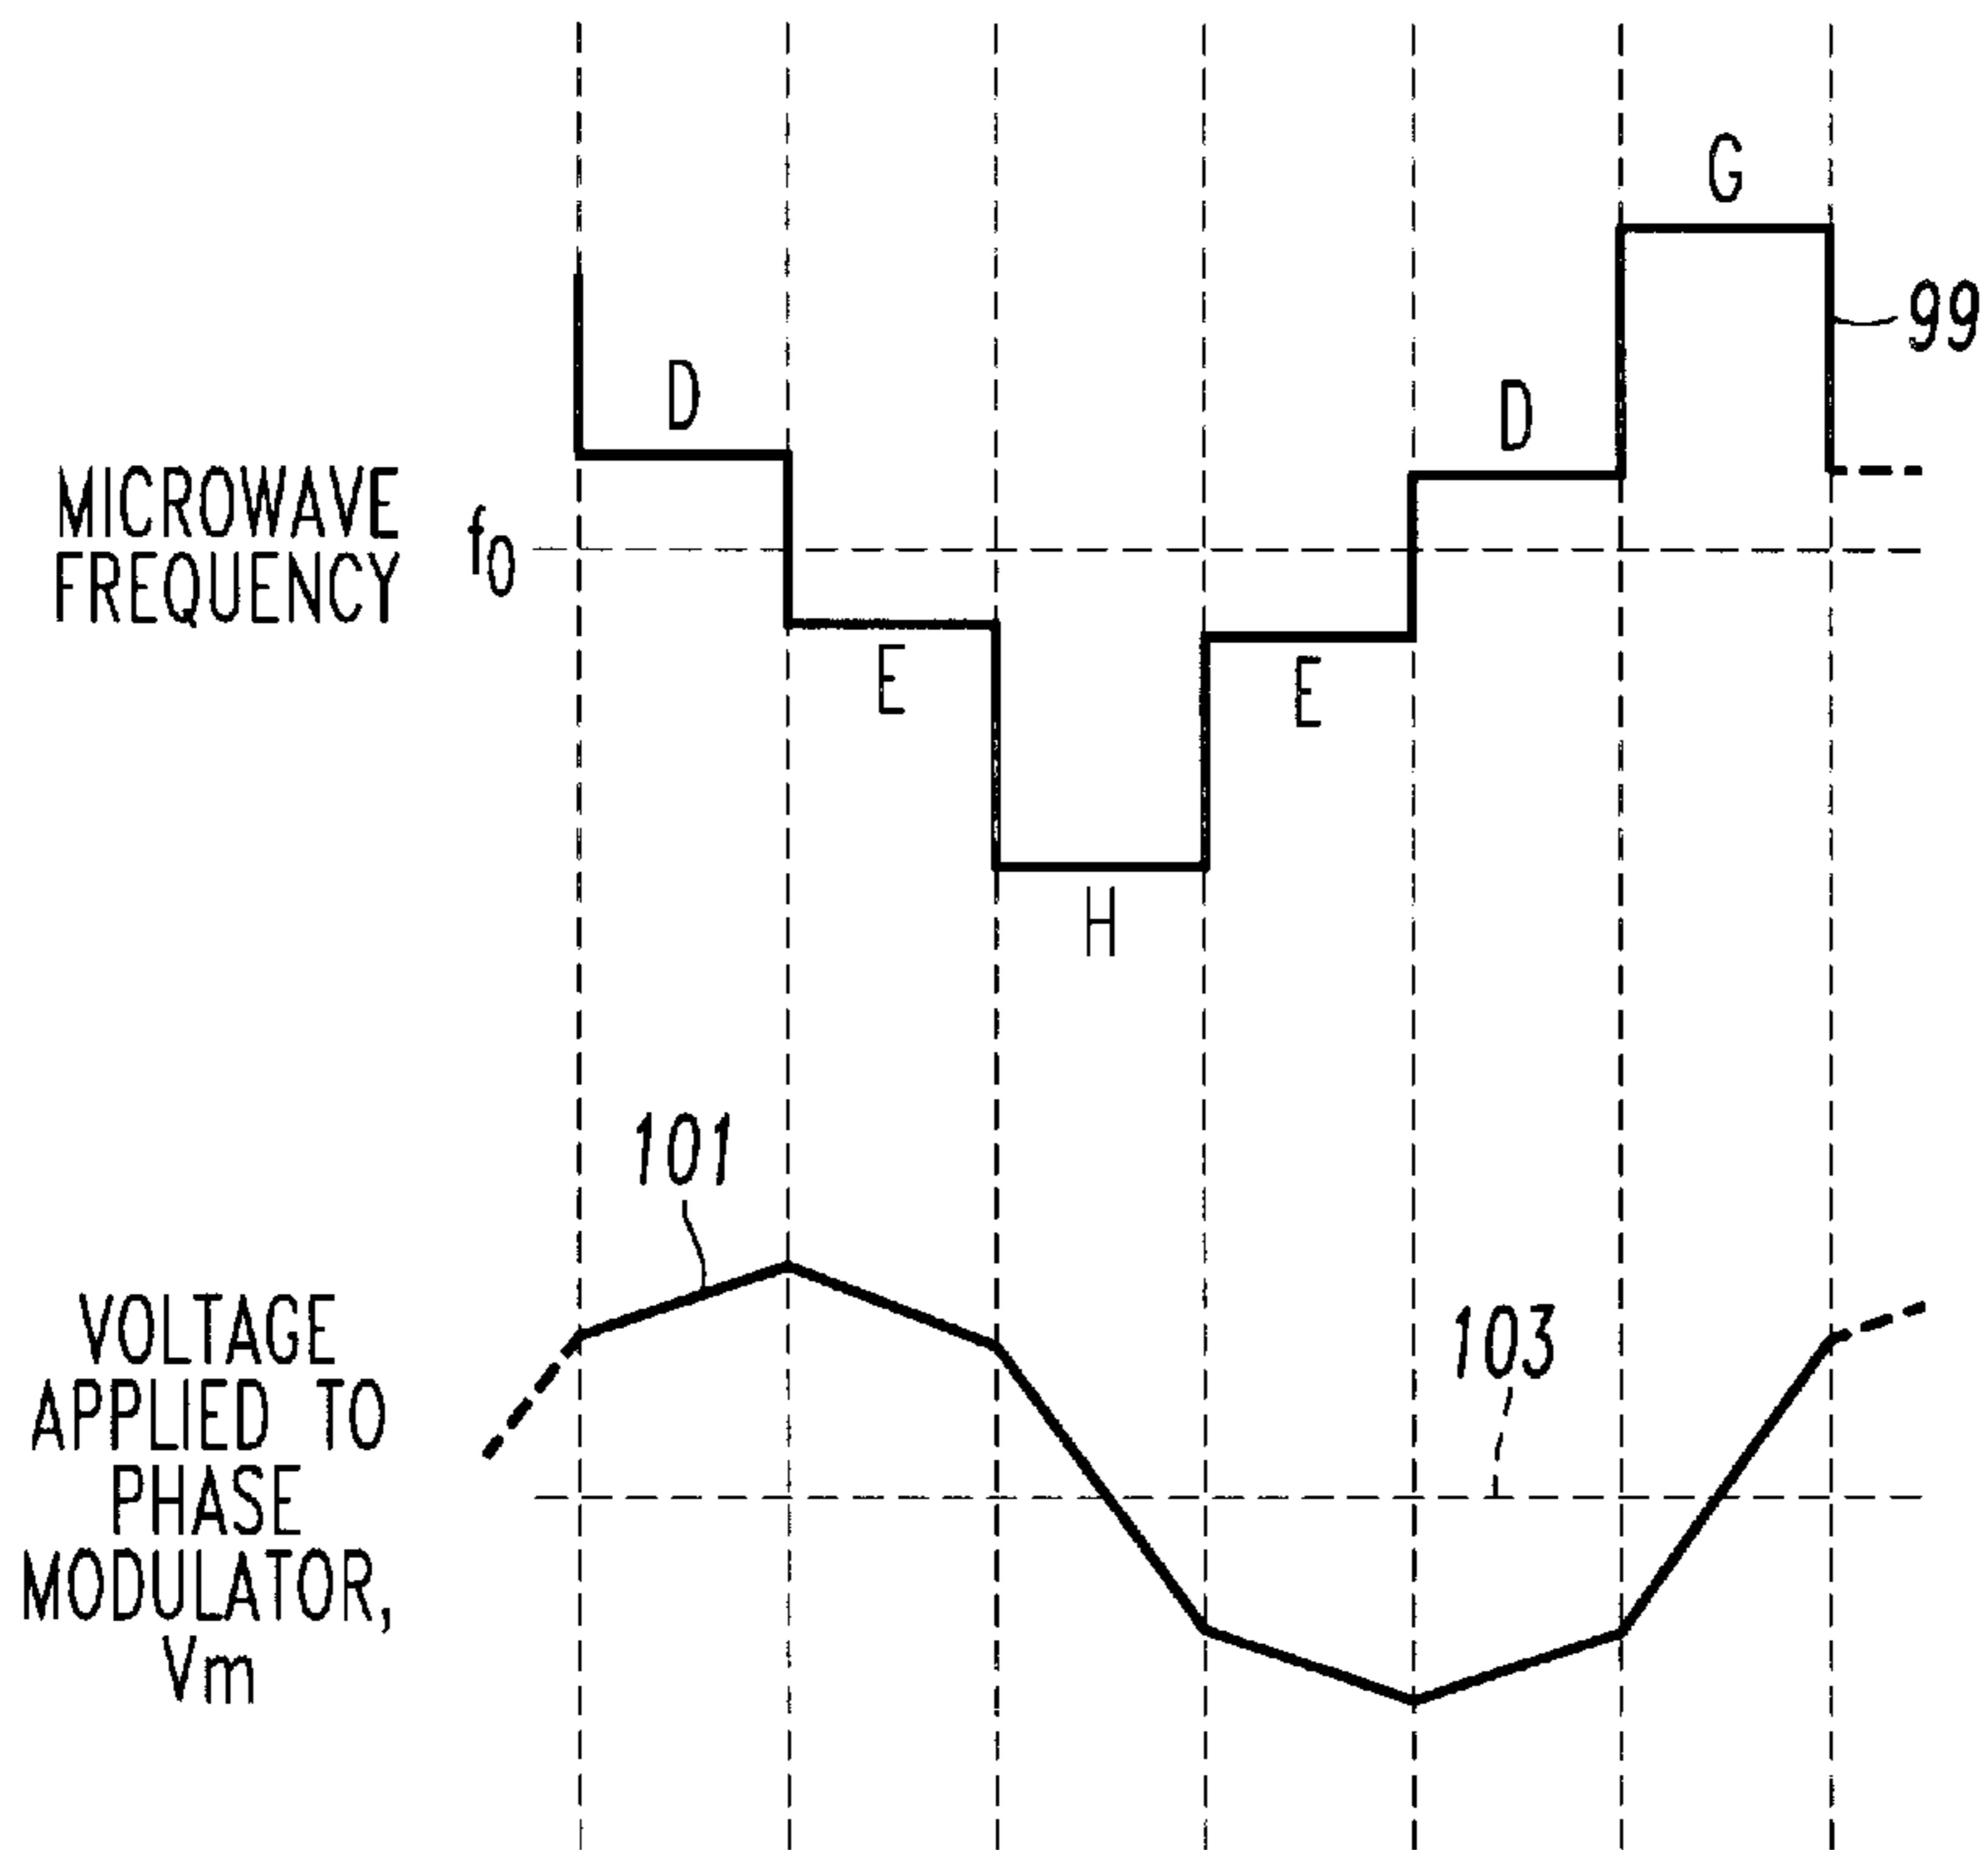 G
99
D
D
MICROWAVE
FREQUENCY
f0
E
E
H
101
103
VOLTAGE
APPLIED TO
PHASE
MODULATOR,
Vm